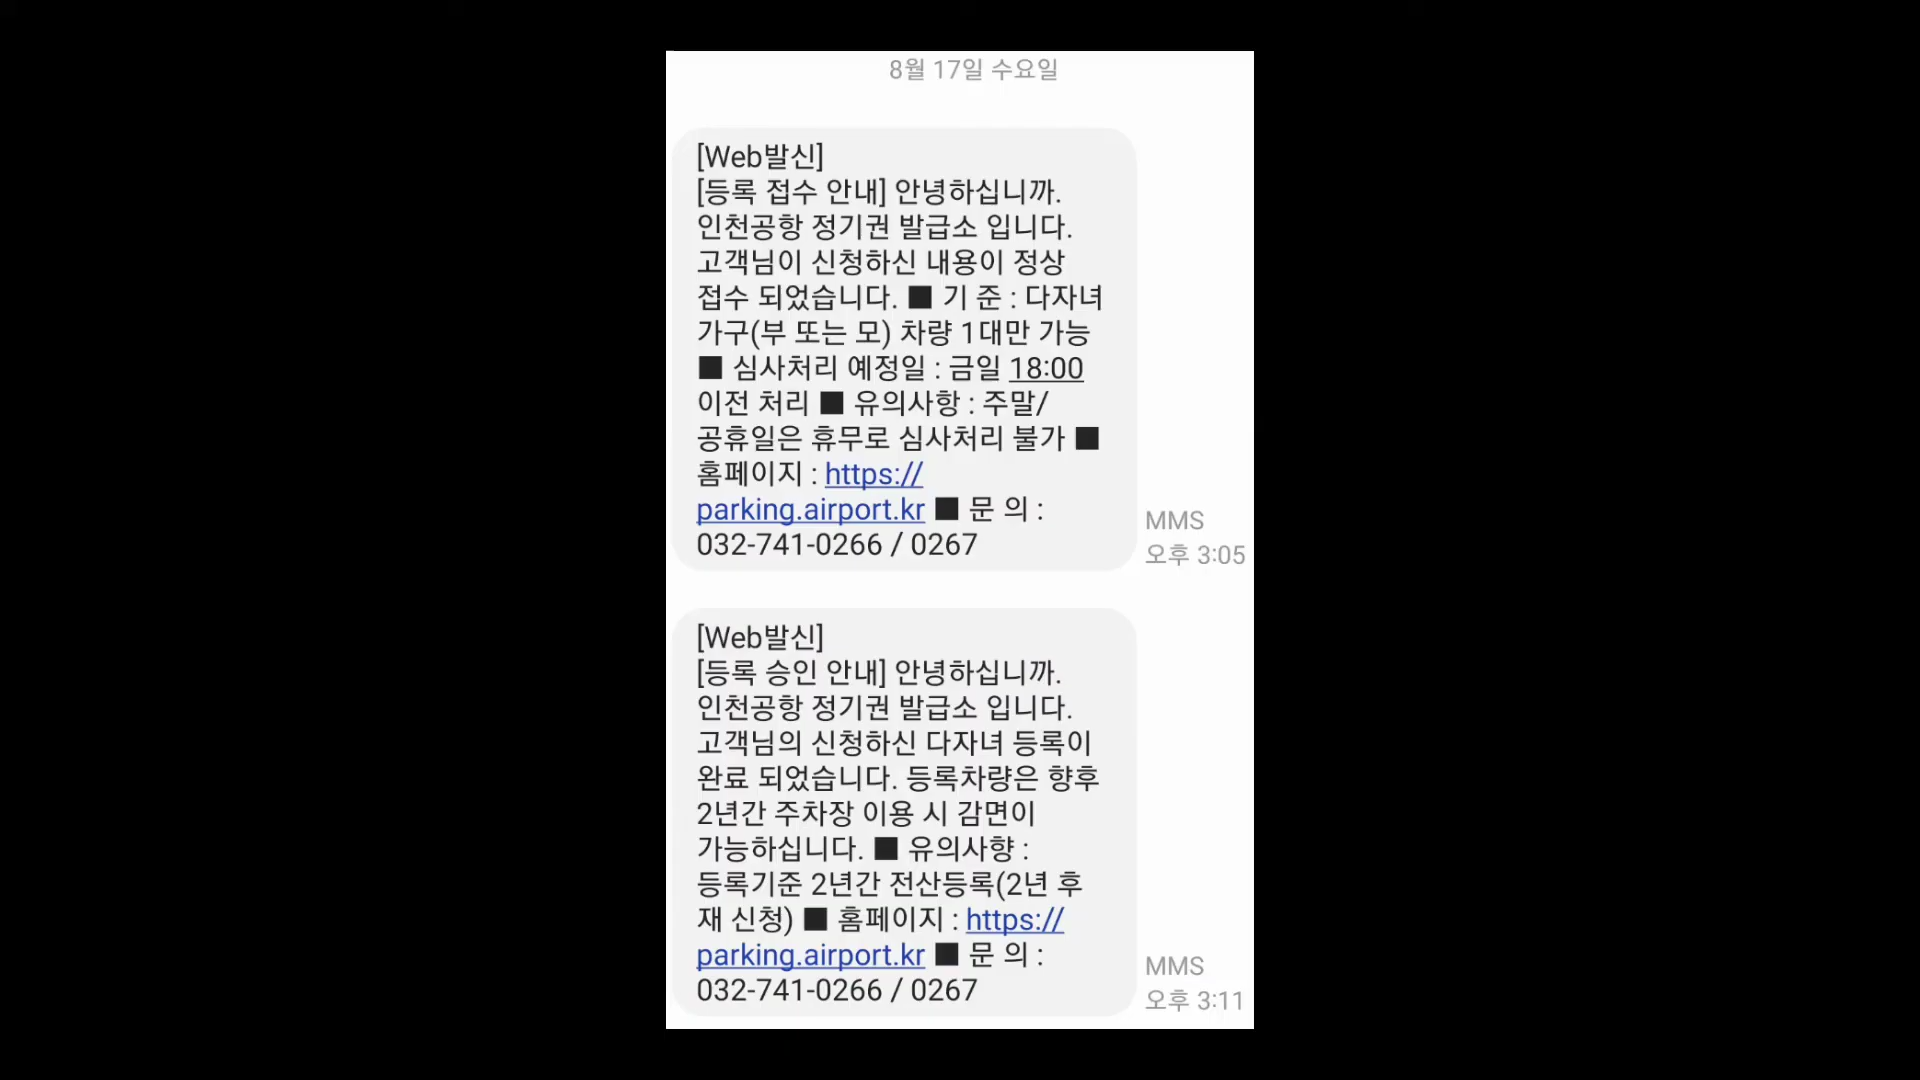 8월 17일 수요일
[Web발신]
[등록 접수 안내] 안녕하십니까.
인천공항 정기권 발급소 입니다.
고객님이 신청하신 내용이 정상
접수 되었습니다. ■ 기 준 : 다자녀
가구(부 또는 모) 차량 1대만 가능
■ 심사처리 예정일 : 금일 18:00
이전 처리 ■ 유의사항 : 주말/
공휴일은 휴무로 심사처리 불가 ■
홈페이지 : https://
parking.airport.kr ■ 문 의 :
032-741-0266 / 0267
MMS
오후 3:05
[Web발신]
[등록 승인 안내] 안녕하십니까.
인천공항 정기권 발급소 입니다.
고객님의 신청하신 다자녀 등록이
완료 되었습니다. 등록차량은 향후
2년간 주차장 이용 시 감면이
가능하십니다. ■ 유의사햐 :
등록기준 2년간 전산등록(2년 후
재 신청) ■ 홈페이지 : https://
parking.airport.kr ■ 문 의 :
032-741-0266 / 0267
MMS
오후 3:11